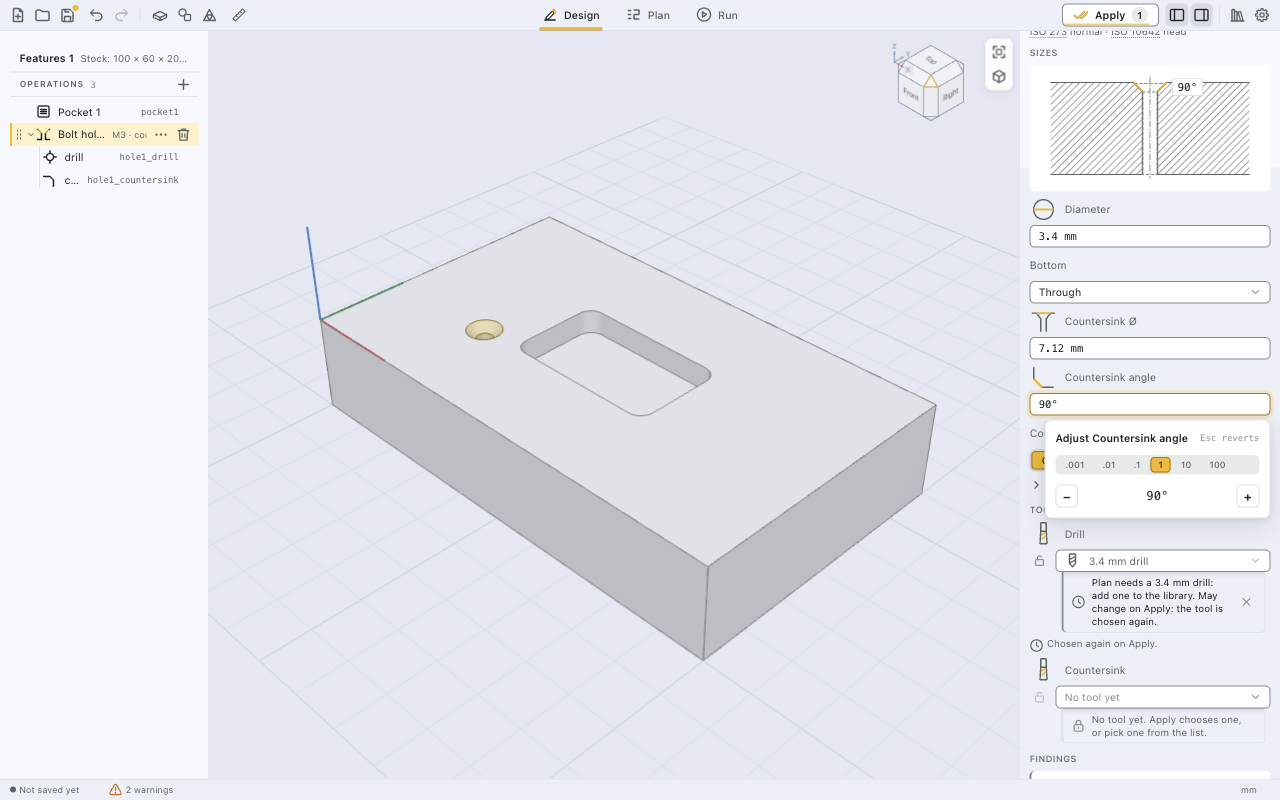 Design
Plan
Run
Apply 1
Features 1 Stock: 100 × 60 × 20...
OPERATIONS 3
Pocket 1 pocket1
Bolt hol... M3 · cou
drill hole1_drill
c... hole1_countersink
Z
Top
Front
Right
ISO 273 normal · ISO 10642 head
SIZES
90°
Diameter
3.4 mm
Bottom
Through
Countersink Ø
7.12 mm
Countersink angle
90°
Adjust Countersink angle Esc reverts
.001 .01 .1 1 10 100
− 90° +
Drill
3.4 mm drill
Plan needs a 3.4 mm drill:
add one to the library. May
change on Apply: the tool is
chosen again.
Chosen again on Apply.
Countersink
No tool yet
No tool yet. Apply chooses one,
or pick one from the list.
FINDINGS
Not saved yet
2 warnings
mm